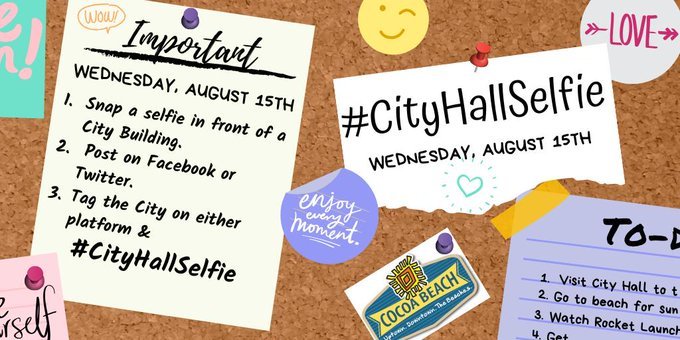 WOW!
Important
WEDNESDAY, AUGUST 15TH
1. Snap a selfie in front of a
City Building.
2. Post on Facebook or
Twitter.
3. Tag the City on either
platform &
#CityHallSelfie
#CityHallSelfie
WEDNESDAY, AUGUST 15TH
LOVE
enjoy
every
moment.
COCOA BEACH
Uptown. Downtown. The Beaches.
TO-D
1. Visit City Hall to t
2. Go to beach for sun
3. Watch Rocket Launch
4. Get